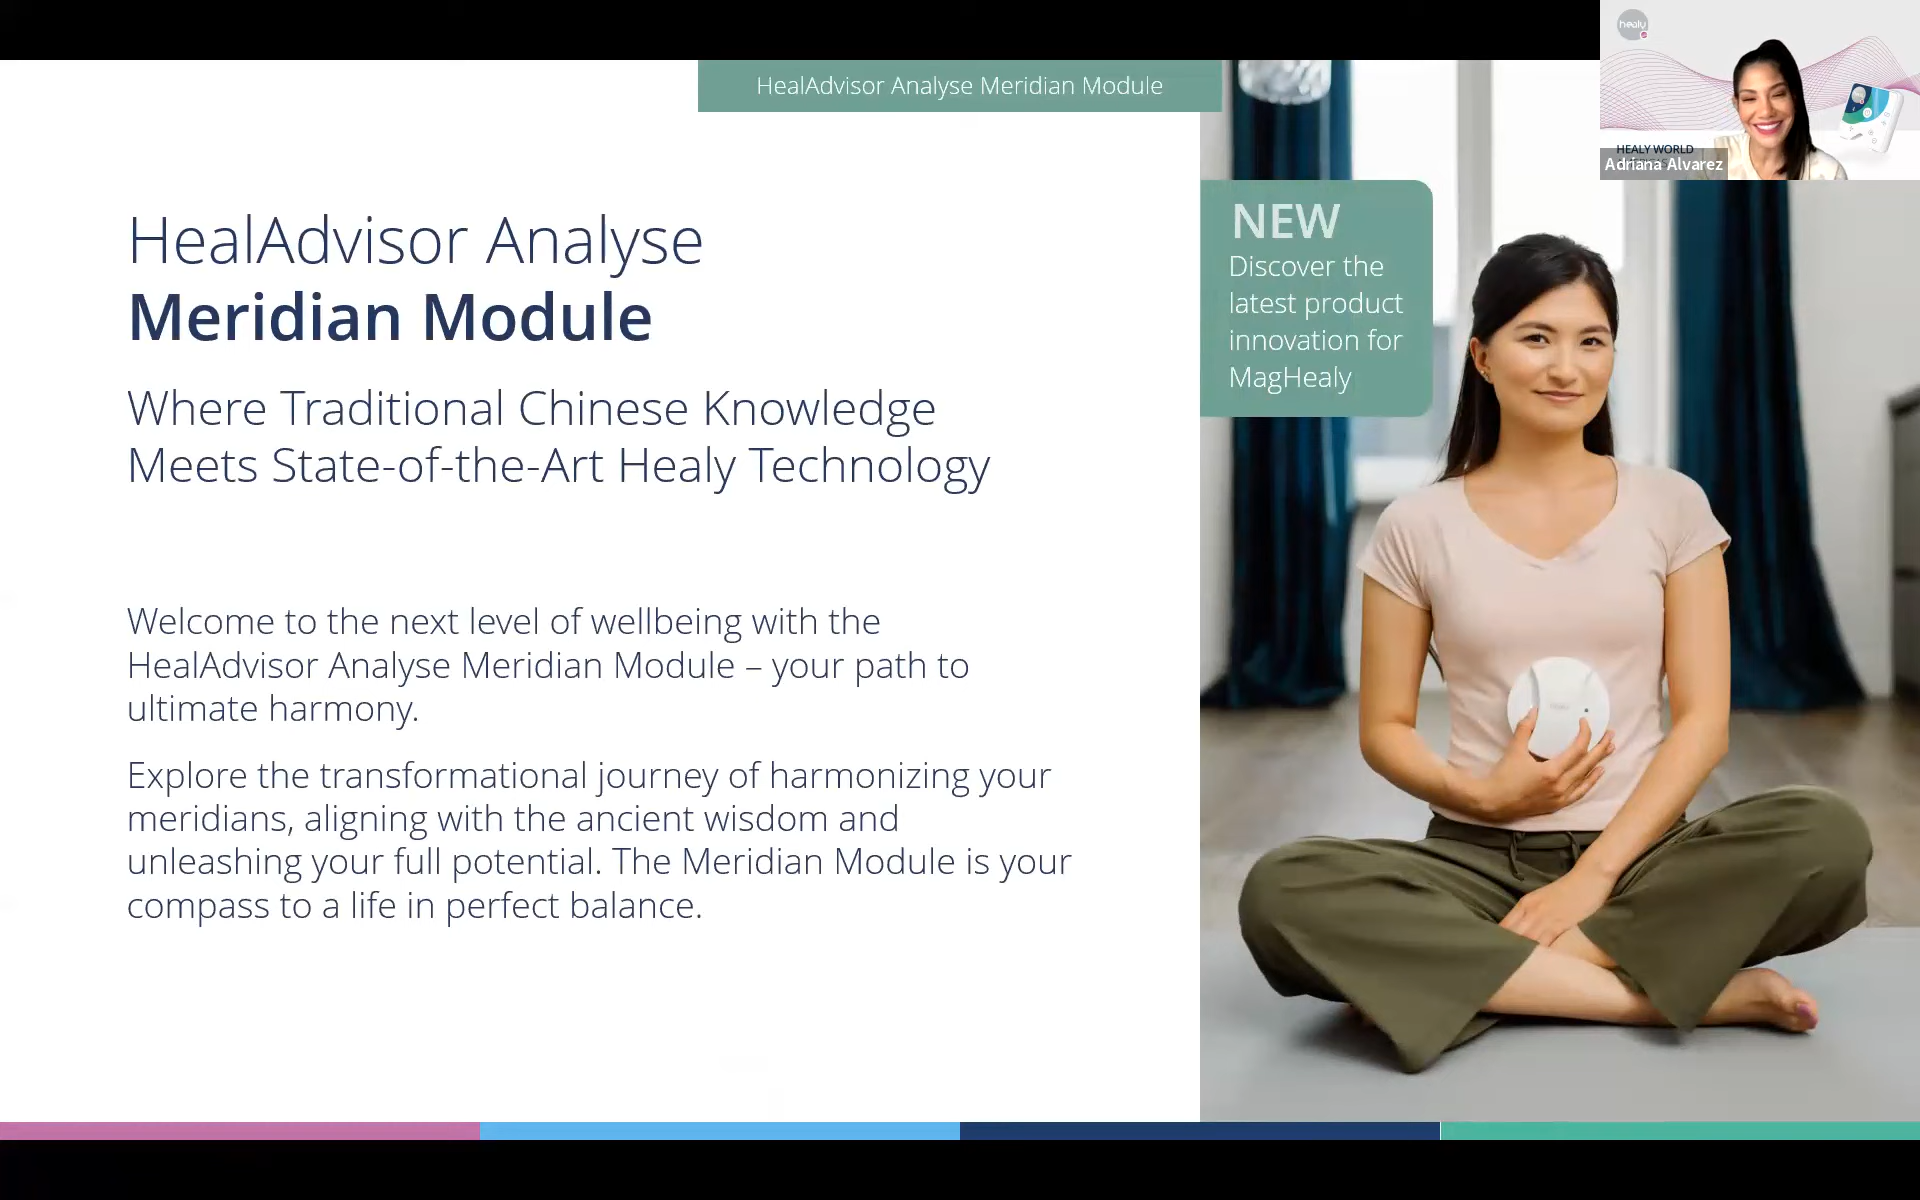 HealAdvisor Analyse Meridian Module
healy
HEALY WORLD
Adriana Alvarez
NEW
Discover the
latest product
innovation for
MagHealy
HealAdvisor Analyse
Meridian Module
Where Traditional Chinese Knowledge
Meets State-of-the-Art Healy Technology
Welcome to the next level of wellbeing with the
HealAdvisor Analyse Meridian Module – your path to
ultimate harmony.
Explore the transformational journey of harmonizing your
meridians, aligning with the ancient wisdom and
unleashing your full potential. The Meridian Module is your
compass to a life in perfect balance.